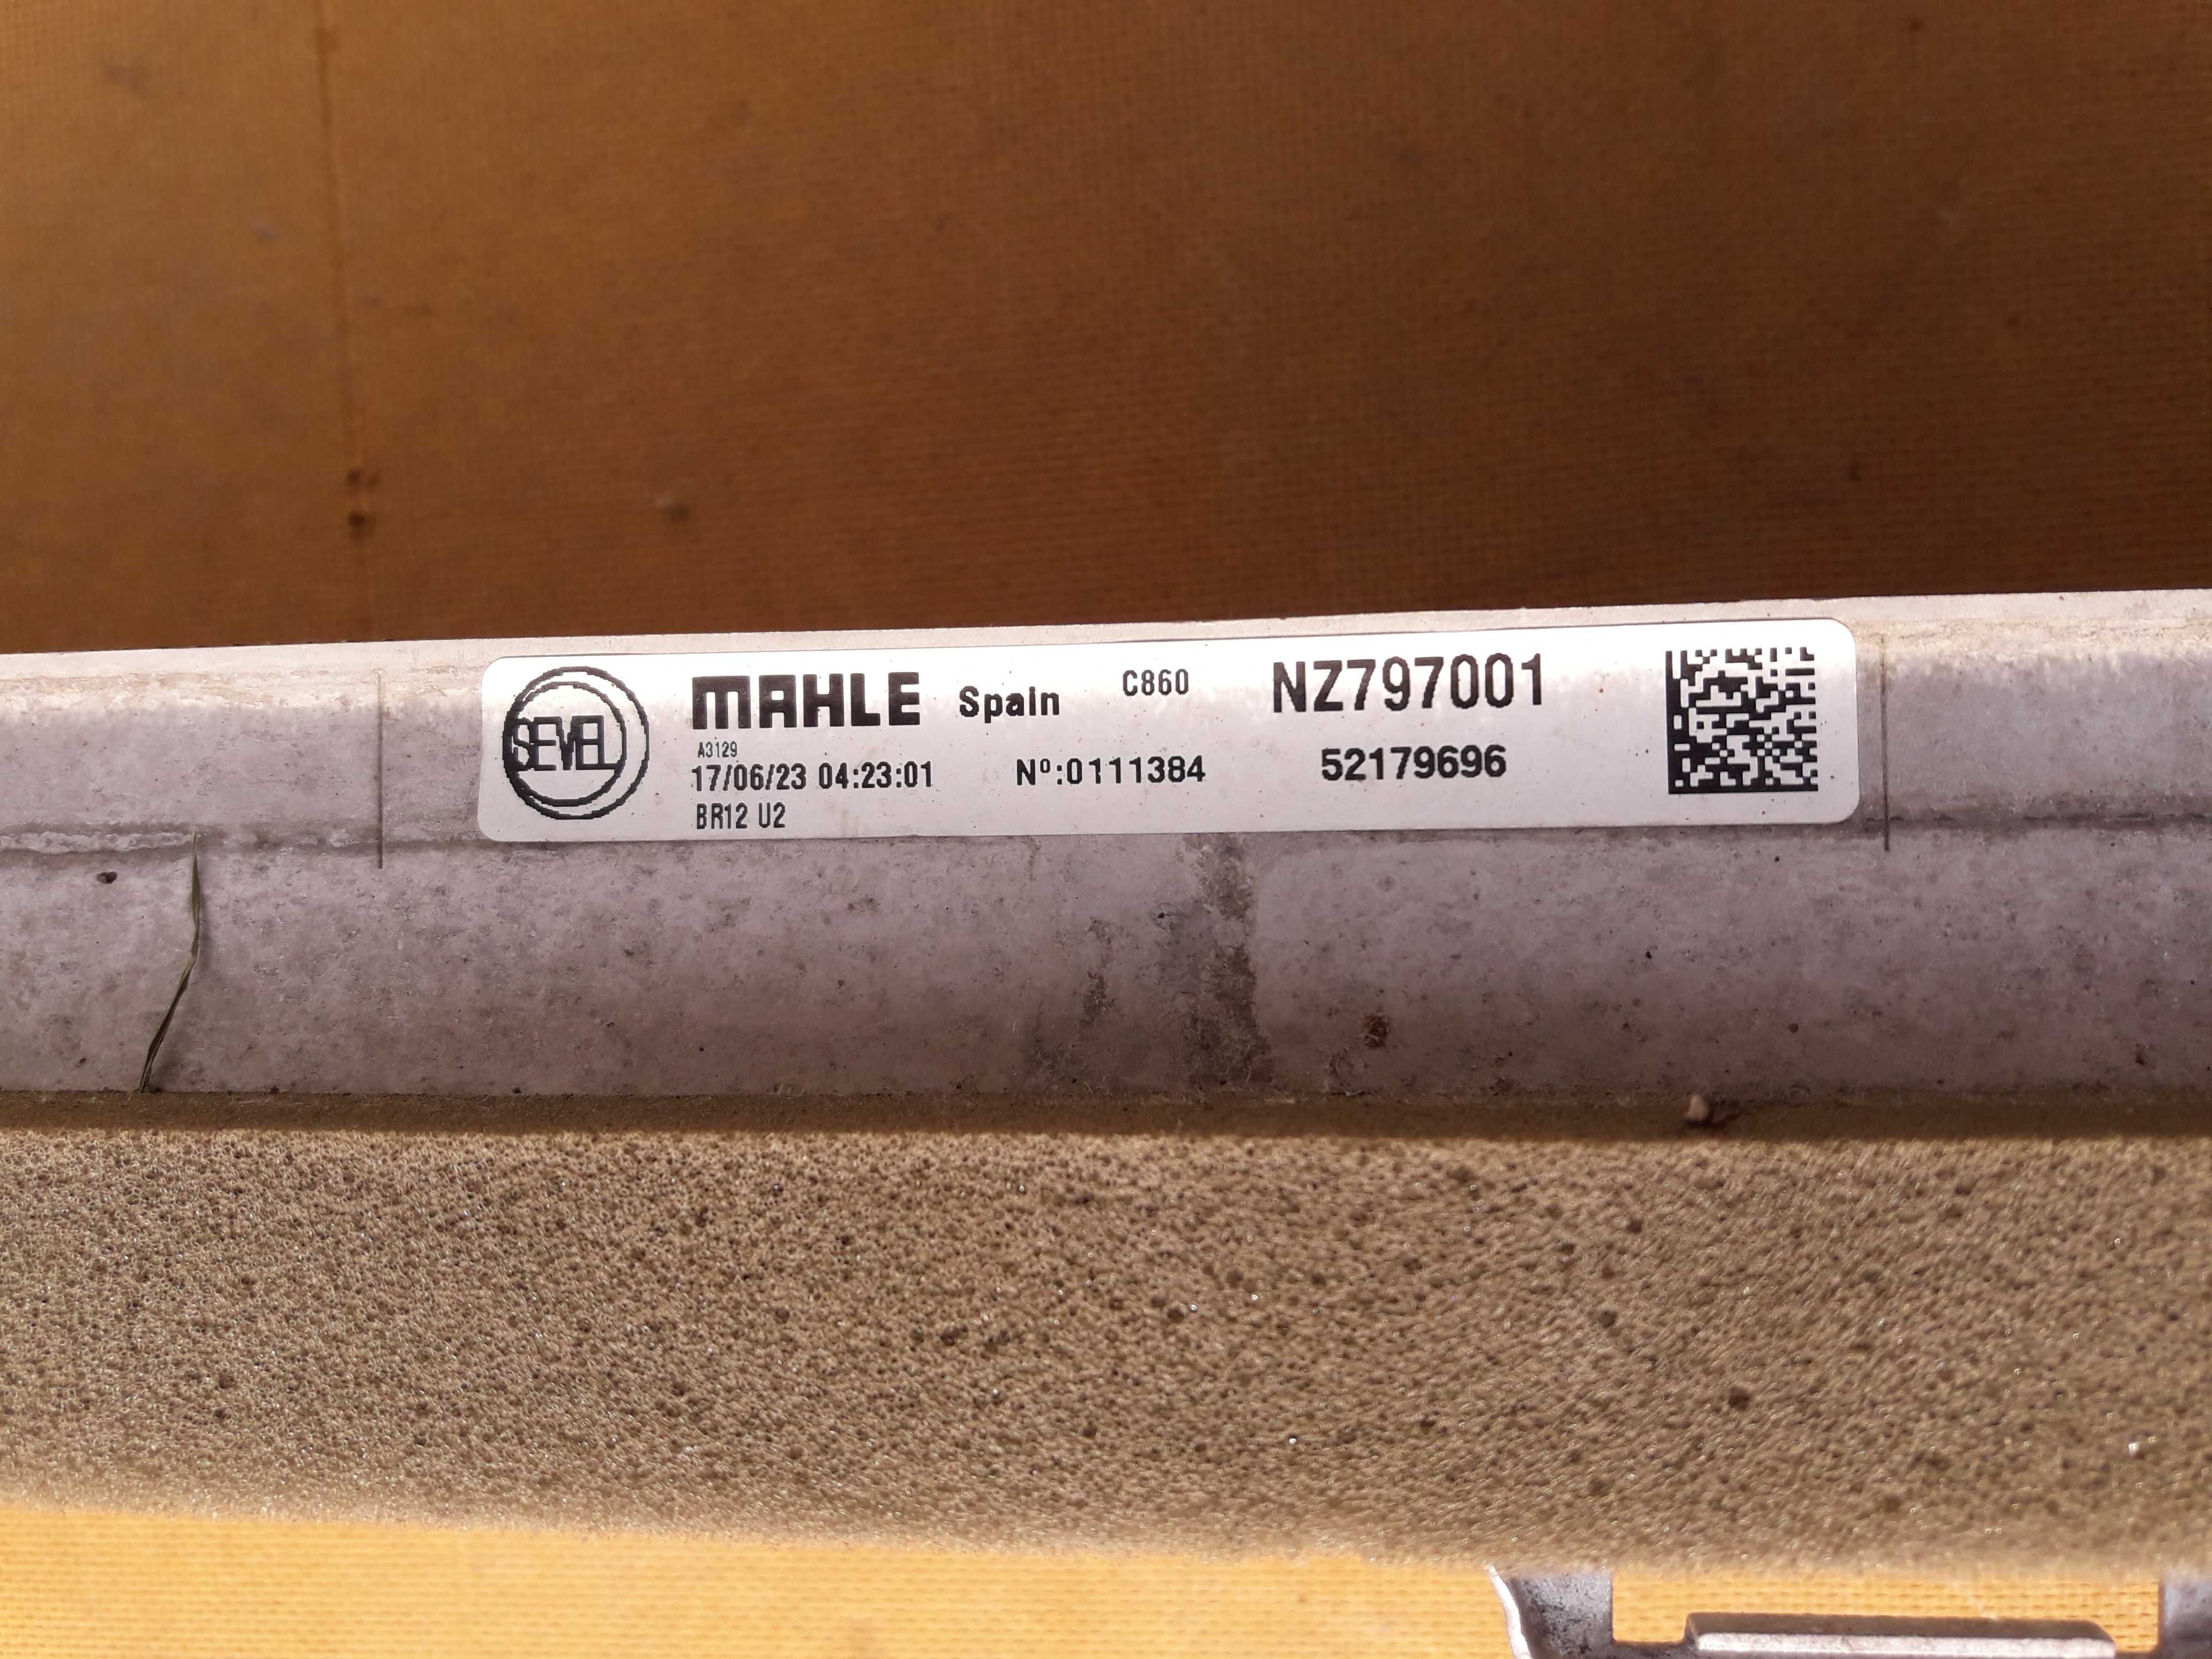 SEVEL
MAHLE Spain C860 NZ797001
A3129
17/06/23 04:23:01 Nº:0111384 52179696
BR12 U2